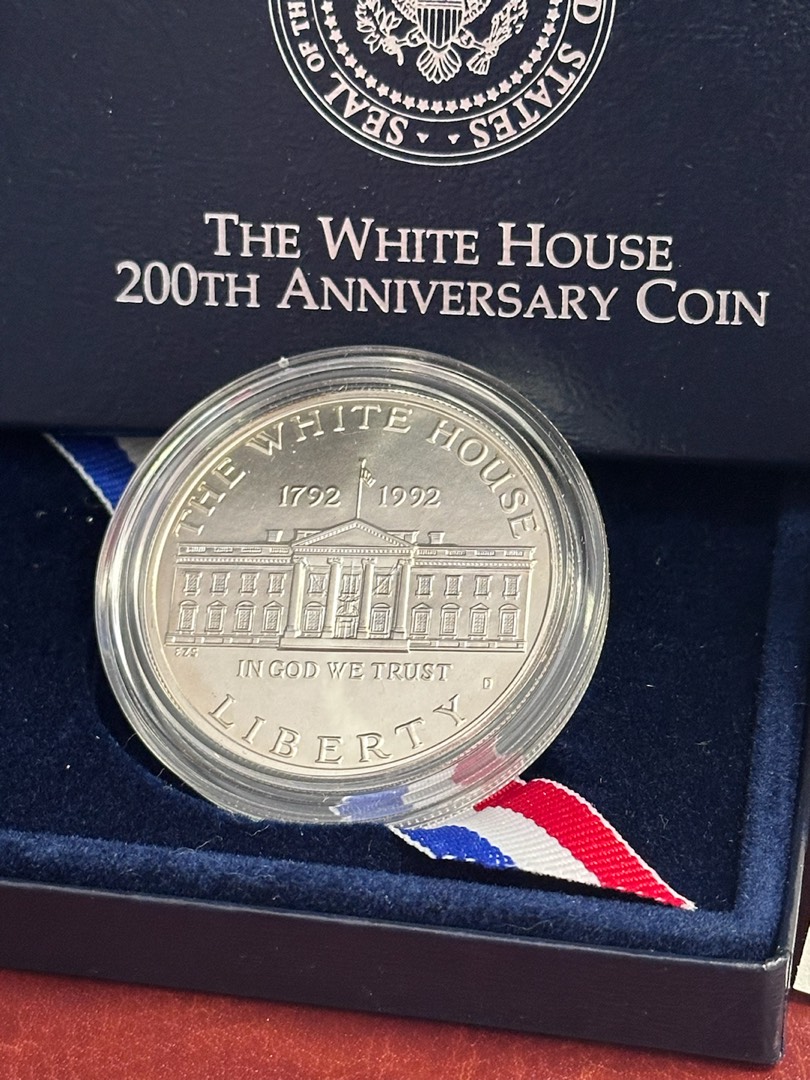 SEAL OF THE
ED STATES
THE WHITE HOUSE
200TH ANNIVERSARY COIN
THE WHITE HOUSE
1792 1992
IN GOD WE TRUST
D
LIBERTY